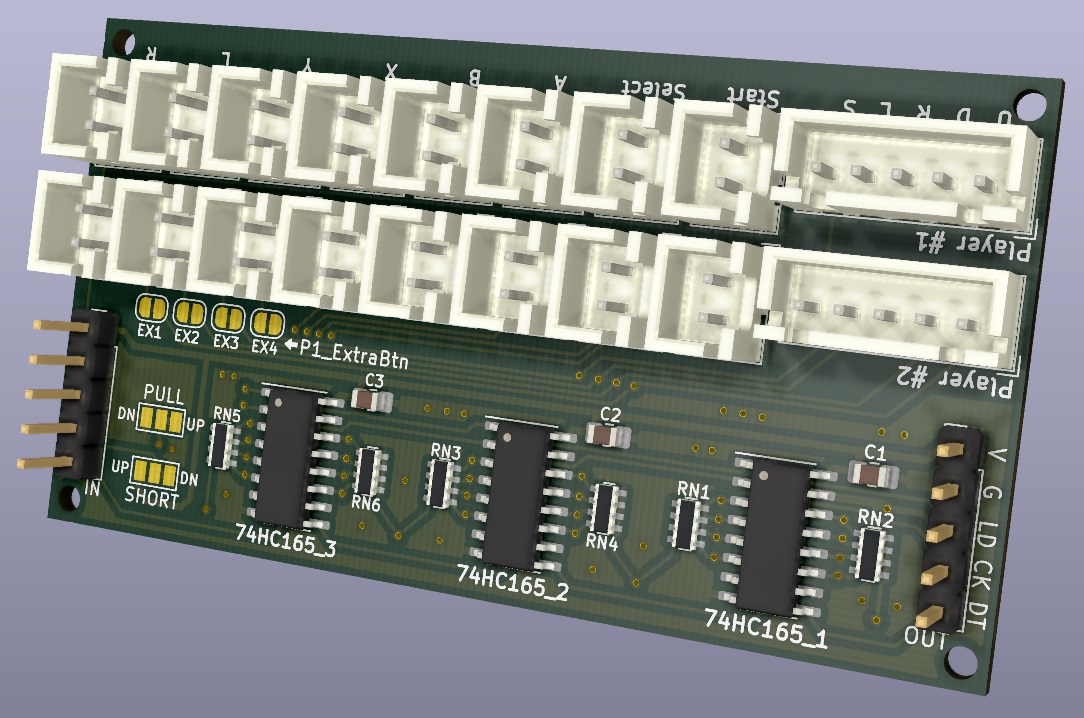 R L Y X B A Select Start S L R D U
Player #1
Player #2
EX1 EX2 EX3 EX4 ←P1_ExtraBtn
PULL
DN UP
UP DN
SHORT
IN
RN5
C3
RN6
74HC165_3
RN3
C2
RN4
74HC165_2
RN1
C1
RN2
74HC165_1
V
G
LD
CK
DT
OUT